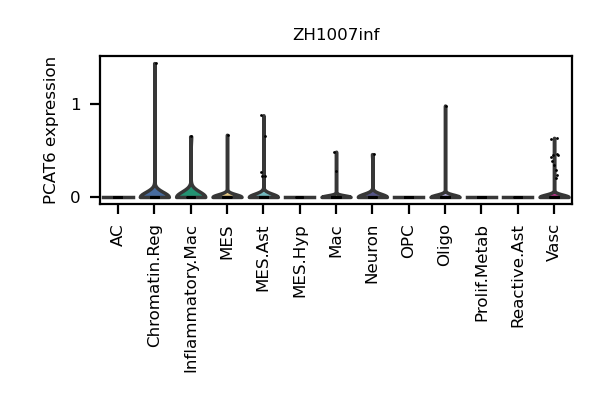 ZH1007inf
PCAT6 expression
1
0
AC
Chromatin.Reg
Inflammatory.Mac
MES
MES.Ast
MES.Hyp
Mac
Neuron
OPC
Oligo
Prolif.Metab
Reactive.Ast
Vasc